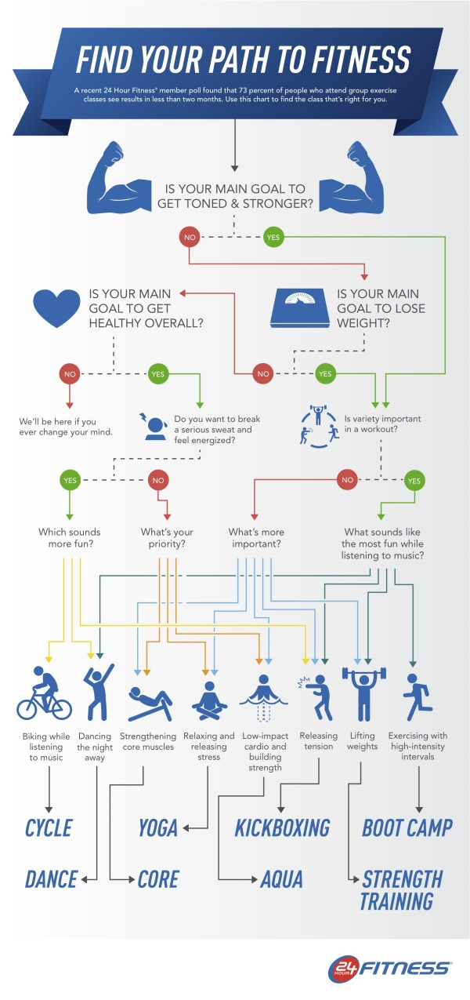 FIND YOUR PATH TO FITNESS
A recent 24 Hour Fitness® member poll found that 73 percent of people who attend group exercise
classes see results in less than two months. Use this chart to find the class that's right for you.
IS YOUR MAIN GOAL TO
GET TONED & STRONGER?
NO
YES
IS YOUR MAIN
GOAL TO GET
HEALTHY OVERALL?
IS YOUR MAIN
GOAL TO LOSE
WEIGHT?
NO
YES
NO
YES
We'll be here if you
ever change your mind.
Do you want to break
a serious sweat and
feel energized?
Is variety important
in a workout?
YES
NO
NO
YES
Which sounds
more fun?
What's your
priority?
What's more
important?
What sounds like
the most fun while
listening to music?
Biking while
listening
to music
Dancing
the night
away
Strengthening
core muscles
Relaxing and
releasing
stress
Low-impact
cardio and
building
strength
Releasing
tension
Lifting
weights
Exercising with
high-intensity
intervals
CYCLE
YOGA
KICKBOXING
BOOT CAMP
DANCE
CORE
AQUA
STRENGTH
TRAINING
24
HOUR
FITNESS®